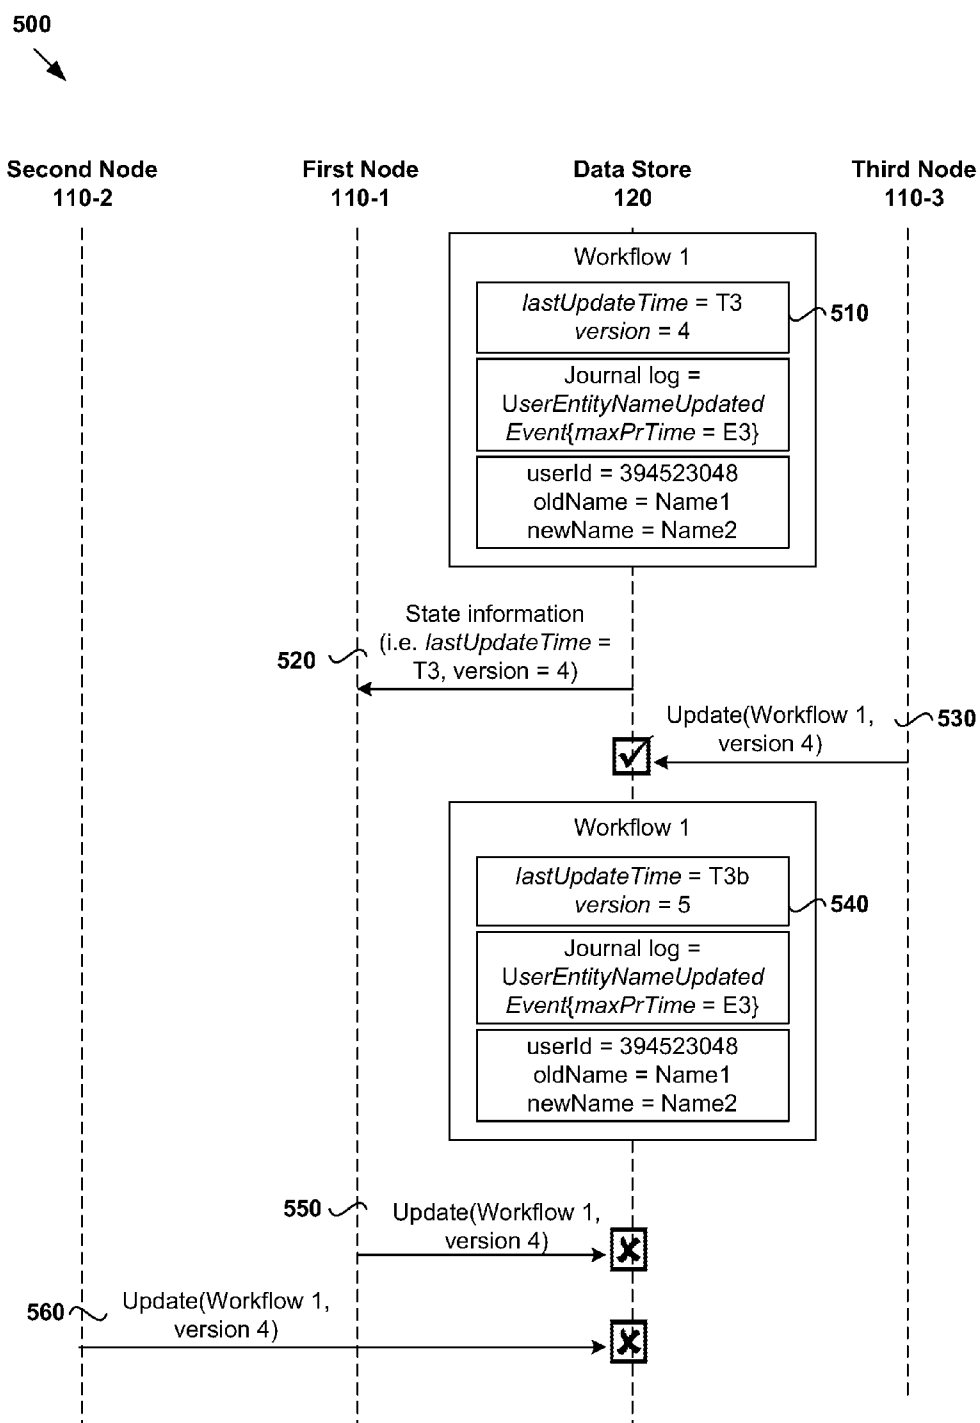 500
Second Node
110-2
First Node
110-1
Data Store
120
Third Node
110-3
Workflow 1
lastUpdateTime = T3
version = 4
510
Journal log =
UserEntityNameUpdated
Event{maxPrTime = E3}
userId = 394523048
oldName = Name1
newName = Name2
State information
(i.e. lastUpdateTime =
T3, version = 4)
520
Update(Workflow 1,
version 4)
530
Workflow 1
lastUpdateTime = T3b
version = 5
540
Journal log =
UserEntityNameUpdated
Event{maxPrTime = E3}
userId = 394523048
oldName = Name1
newName = Name2
550
Update(Workflow 1,
version 4)
560
Update(Workflow 1,
version 4)